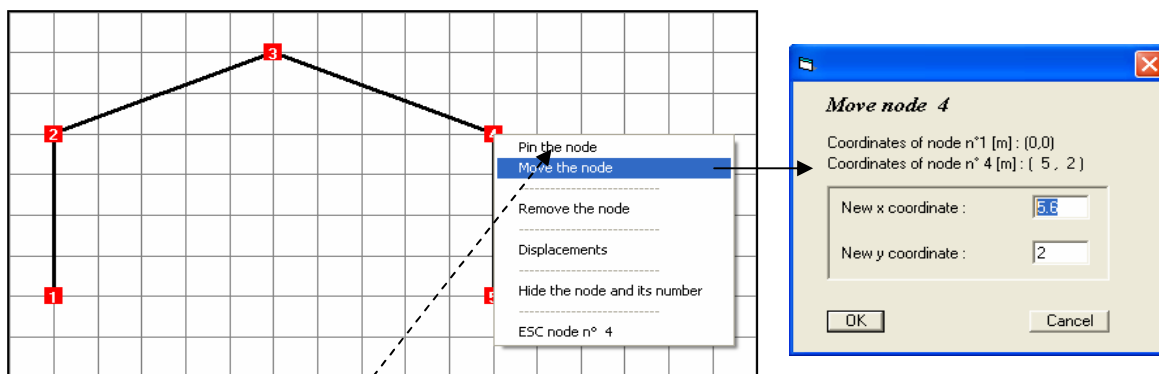 3
2
4
1
5
Pin the node
Move the node
Remove the node
Displacements
Hide the node and its number
ESC node n° 4
Move node 4
Coordinates of node n°1 [m] : (0,0)
Coordinates of node n° 4 [m] : ( 5 , 2 )
New x coordinate : 5.6
New y coordinate : 2
OK Cancel